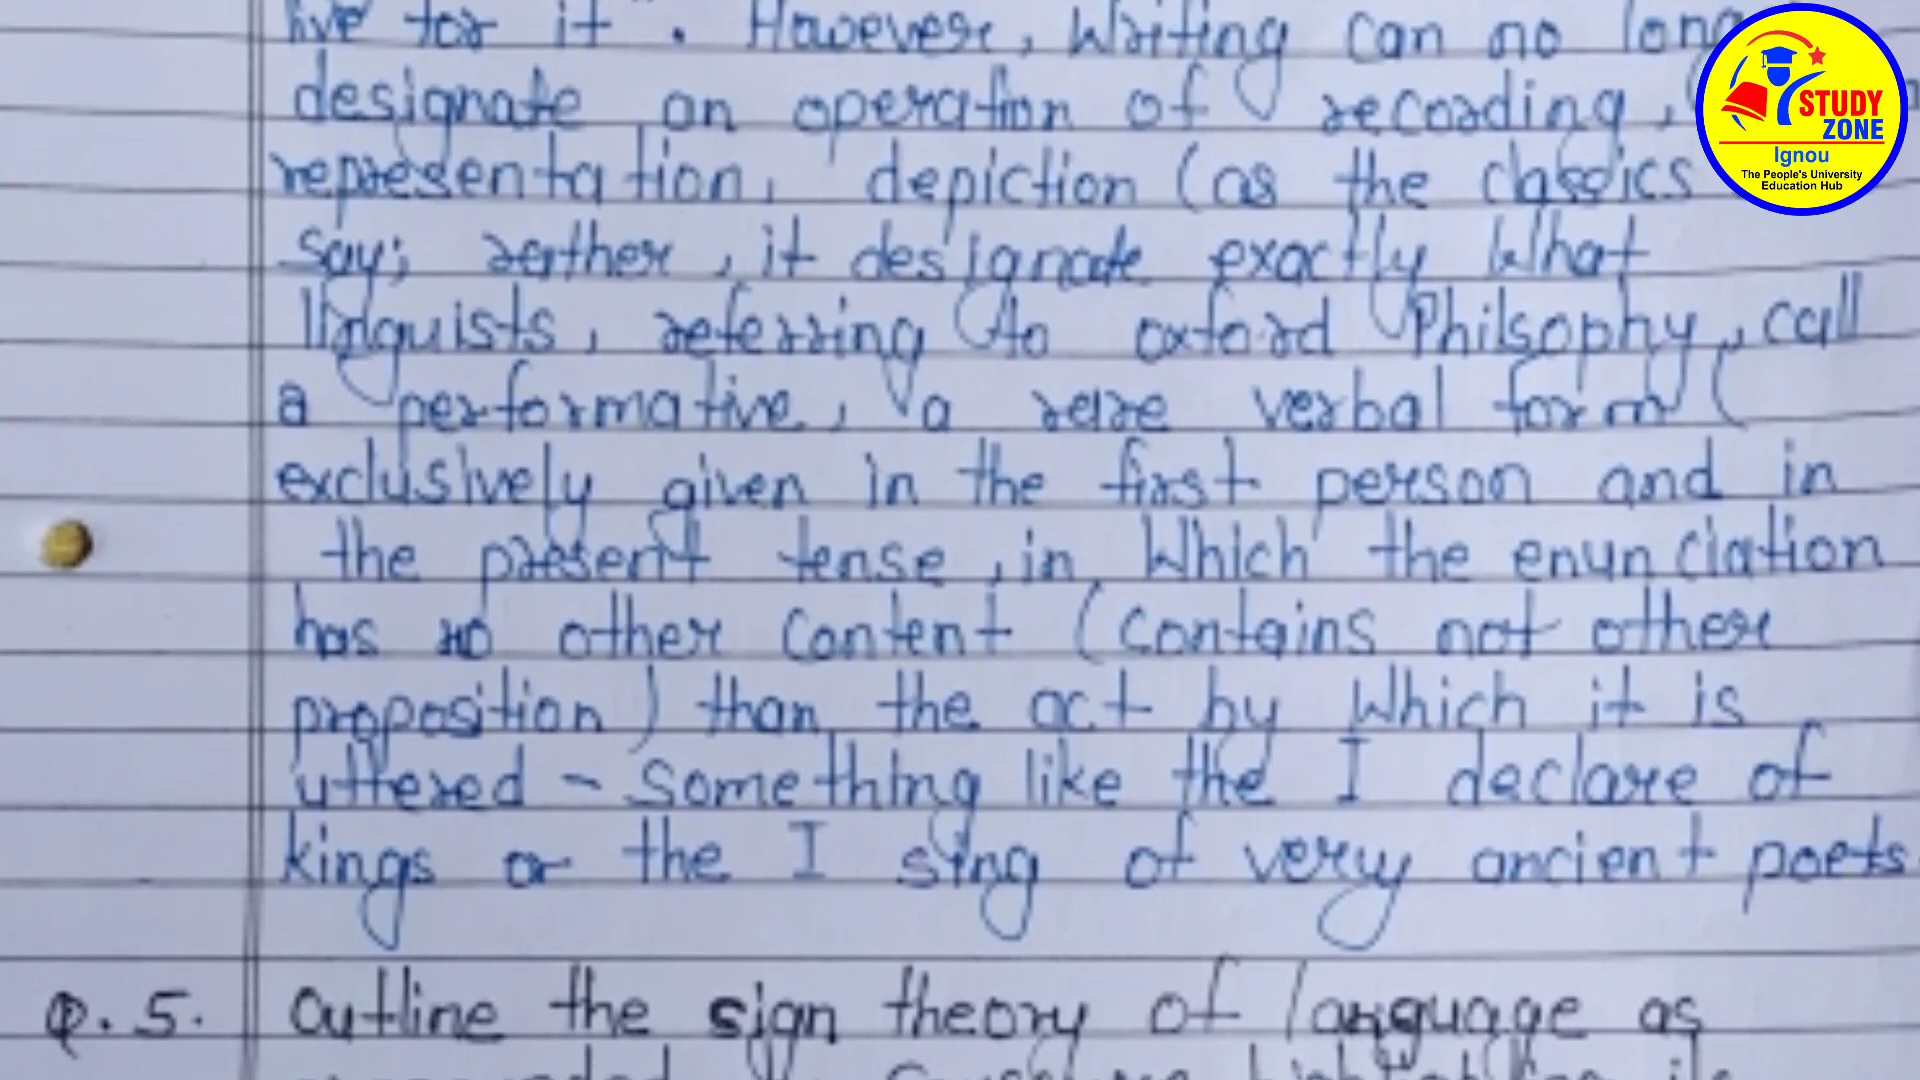 live for it". However, Writing can no long
designate an operation of recording,
representation, depiction (as the classics
say; rather, it designate exactly What
linguists, referring to oxford Philsophy, call
a performative, a rare verbal form (
exclusively given in the first person and in
the present tense, in Which the enunciation
has no other Content (contains not other
proposition) than the act by Which it is
uttered - Something like the I declare of
kings or the I sing of very ancient poets.
Q.5. Outline the sign theory of language as
STUDY
ZONE
Ignou
The People's University
Education Hub